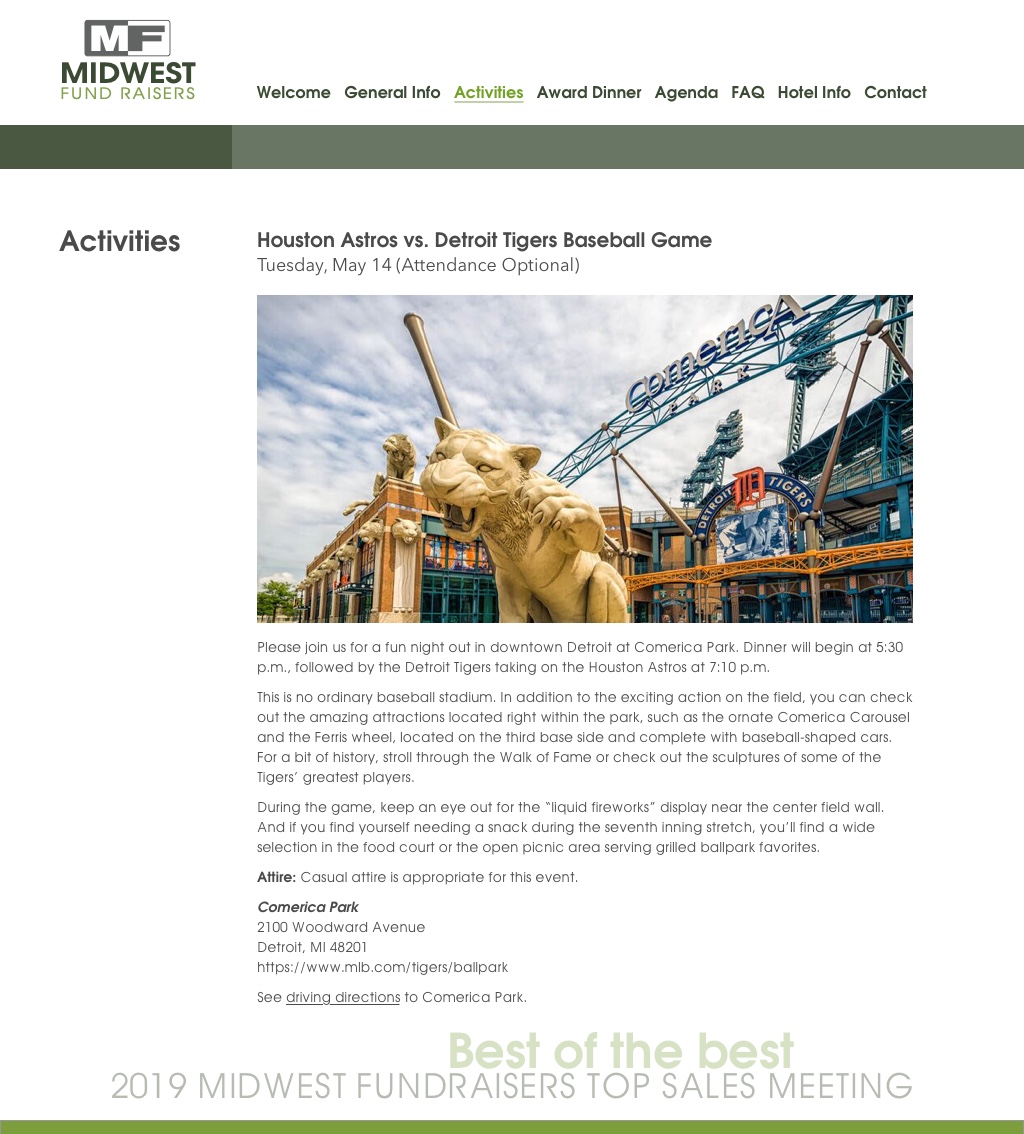 MF
MIDWEST
FUND RAISERS
Welcome General Info Activities Award Dinner Agenda FAQ Hotel Info Contact
Activities
Houston Astros vs. Detroit Tigers Baseball Game
Tuesday, May 14 (Attendance Optional)
Comerica
PARK
DETROIT D TIGERS
Please join us for a fun night out in downtown Detroit at Comerica Park. Dinner will begin at 5:30
p.m., followed by the Detroit Tigers taking on the Houston Astros at 7:10 p.m.
This is no ordinary baseball stadium. In addition to the exciting action on the field, you can check
out the amazing attractions located right within the park, such as the ornate Comerica Carousel
and the Ferris wheel, located on the third base side and complete with baseball-shaped cars.
For a bit of history, stroll through the Walk of Fame or check out the sculptures of some of the
Tigers’ greatest players.
During the game, keep an eye out for the “liquid fireworks” display near the center field wall.
And if you find yourself needing a snack during the seventh inning stretch, you’ll find a wide
selection in the food court or the open picnic area serving grilled ballpark favorites.
Attire: Casual attire is appropriate for this event.
Comerica Park
2100 Woodward Avenue
Detroit, MI 48201
https://www.mlb.com/tigers/ballpark
See driving directions to Comerica Park.
Best of the best
2019 MIDWEST FUNDRAISERS TOP SALES MEETING